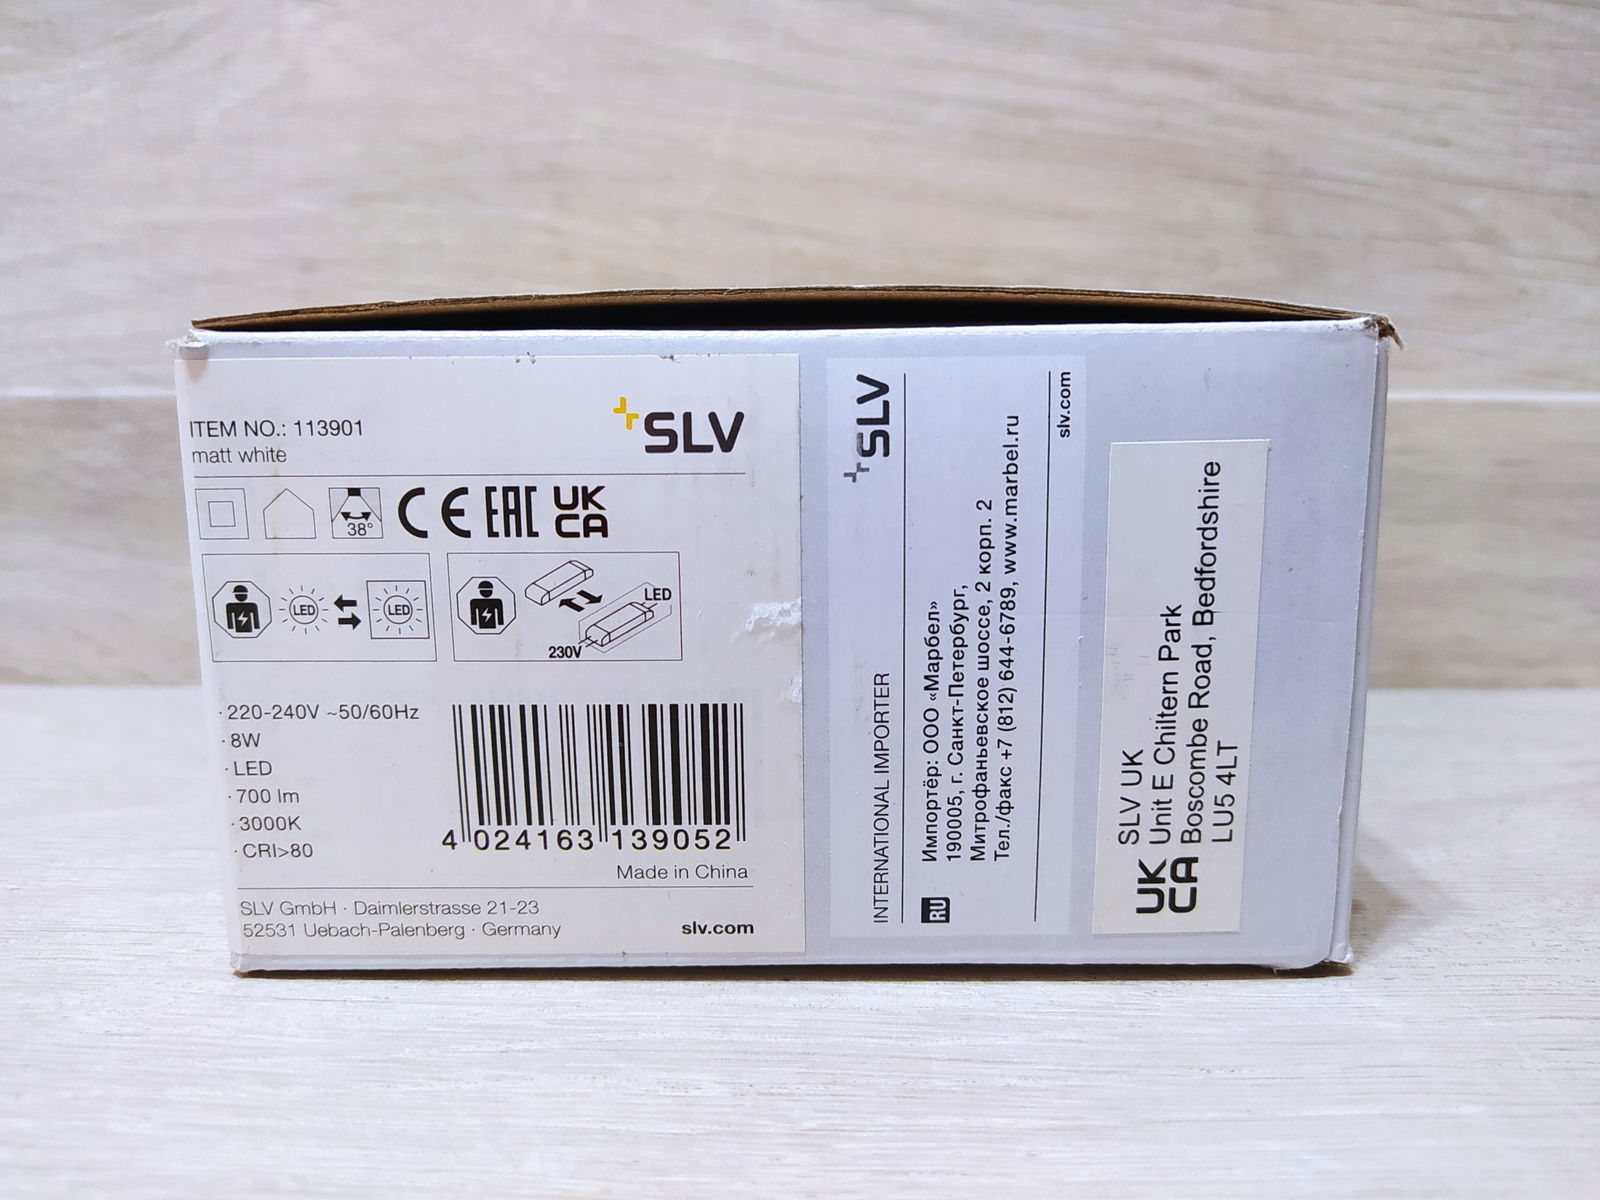 ITEM NO.: 113901
matt white
SLV
38°
CE EAC UK CA
LED LED
LED
230V
· 220-240V ~50/60Hz
· 8W
· LED
· 700 lm
· 3000K
· CRI>80
4 024163 139052
Made in China
SLV GmbH · Daimlerstrasse 21-23
52531 Uebach-Palenberg · Germany
slv.com
SLV
INTERNATIONAL IMPORTER
RU
Импортёр: ООО «Марбел»
190005, г. Санкт-Петербург,
Митрофаньевское шоссе, 2 корп. 2
Тел./факс +7 (812) 644-6789, www.marbel.ru
slv.com
UK CA
SLV UK
Unit E Chiltern Park
Boscombe Road, Bedfordshire
LU5 4LT